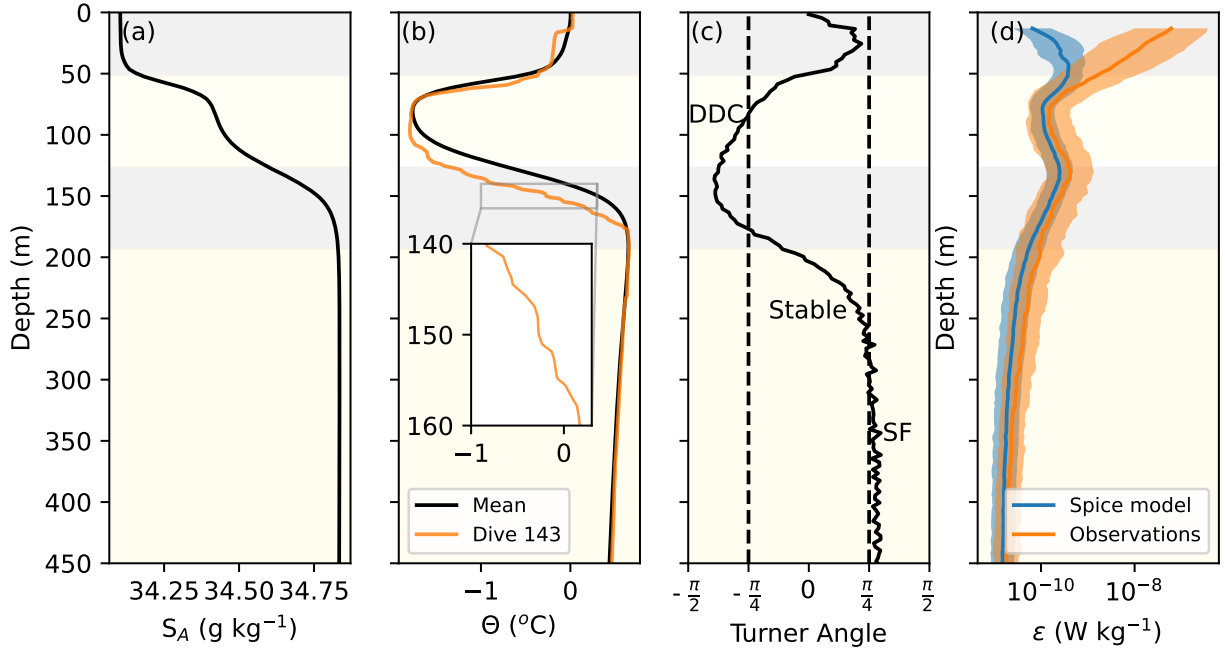 (a)
0
50
100
150
200
250
300
350
400
450
Depth (m)
34.25
34.50
34.75
S_A (g kg⁻¹)
(b)
140
150
160
−1
0
Mean
Dive 143
−1
0
Θ (°C)
(c)
DDC
Stable
SF
- π/2
- π/4
0
π/4
π/2
Turner Angle
(d)
Depth (m)
Spice model
Observations
10⁻¹⁰
10⁻⁸
ε (W kg⁻¹)